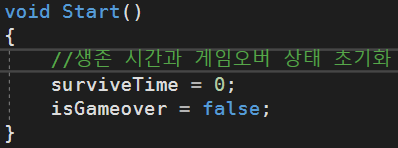 void Start()
{
//생존 시간과 게임오버 상태 초기화
surviveTime = 0;
isGameover = false;
}